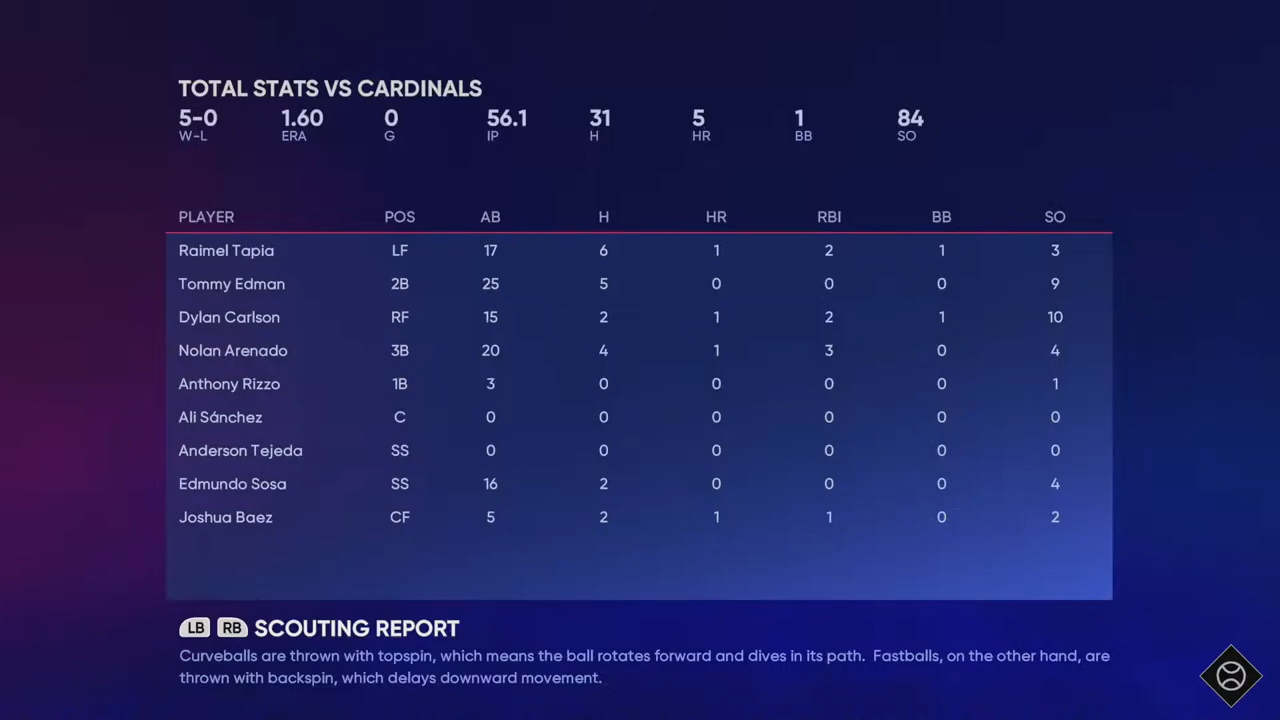 TOTAL STATS VS CARDINALS
5-0 1.60 0 56.1 31 5 1 84
W-L ERA G IP H HR BB SO
PLAYER POS AB H HR RBI BB SO
Raimel Tapia LF 17 6 1 2 1 3
Tommy Edman 2B 25 5 0 0 0 9
Dylan Carlson RF 15 2 1 2 1 10
Nolan Arenado 3B 20 4 1 3 0 4
Anthony Rizzo 1B 3 0 0 0 0 1
Ali Sánchez C 0 0 0 0 0 0
Anderson Tejeda SS 0 0 0 0 0 0
Edmundo Sosa SS 16 2 0 0 0 4
Joshua Baez CF 5 2 1 1 0 2
LB RB SCOUTING REPORT
Curveballs are thrown with topspin, which means the ball rotates forward and dives in its path. Fastballs, on the other hand, are
thrown with backspin, which delays downward movement.